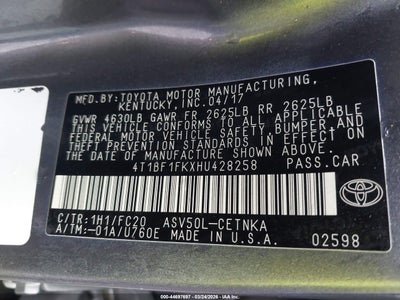 MFD. BY: TOYOTA MOTOR MANUFACTURING,
KENTUCKY, INC. 04/17
GVWR 4630LB GAWR FR 2625LB RR 2625LB
THIS VEHICLE CONFORMS TO ALL APPLICABLE
FEDERAL MOTOR VEHICLE SAFETY, BUMPER, AND
THEFT PREVENTION STANDARDS IN EFFECT ON
THE DATE OF MANUFACTURE SHOWN ABOVE.
4T1BF1FKXHU428258 PASS.CAR
C/TR:1H1/FC20 ASV50L-CETNKA
A/TM:-01A/U760E MADE IN U.S.A.
TOYOTA
02598
000-44697697 - 03/24/2026 - IAA